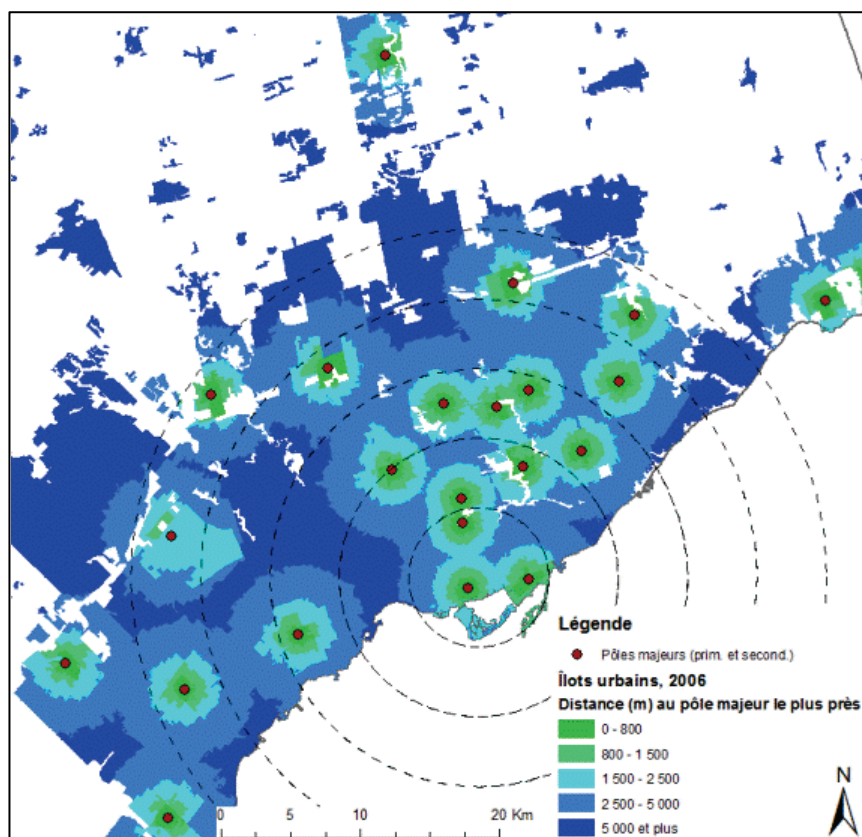 Légende
Pôles majeurs (prim. et second.)
Îlots urbains, 2006
Distance (m) au pôle majeur le plus près
0 - 800
800 - 1 500
1 500 - 2 500
2 500 - 5 000
5 000 et plus
N
0 5 10 20 Km